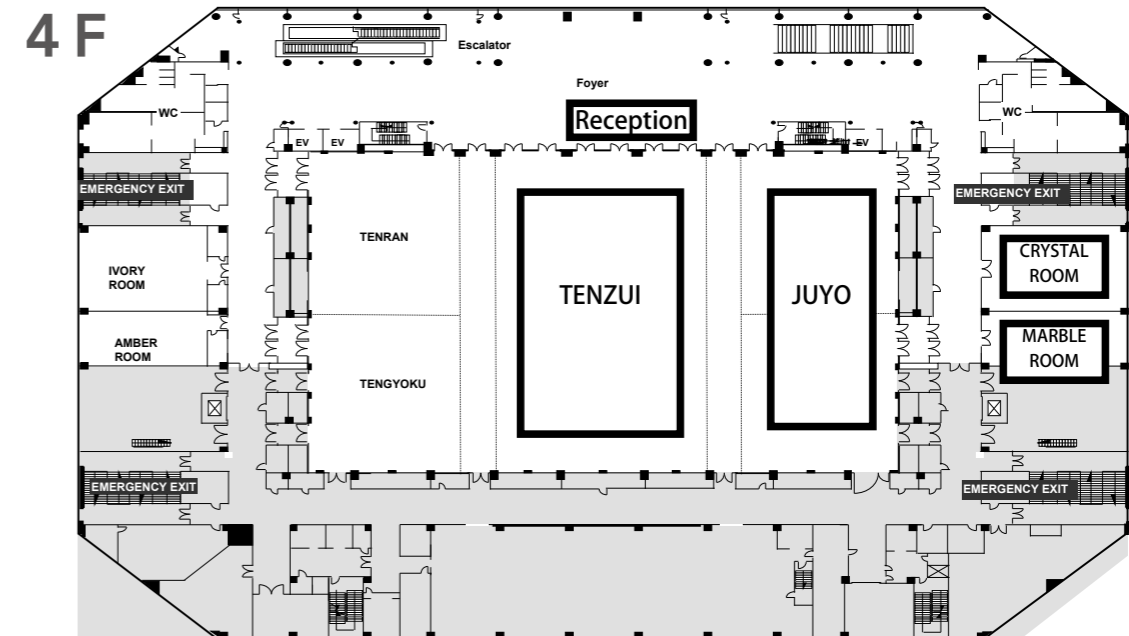 4 F
Escalator
Foyer
WC
WC
Reception
EV
EV
EV
EMERGENCY EXIT
EMERGENCY EXIT
TENRAN
IVORY
ROOM
CRYSTAL
ROOM
TENZUI
JUYO
AMBER
ROOM
MARBLE
ROOM
TENGYOKU
EMERGENCY EXIT
EMERGENCY EXIT